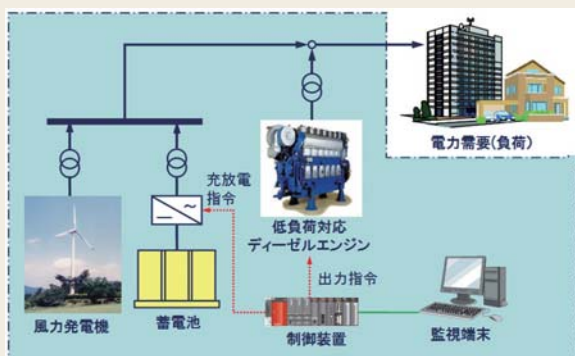 電力需要(負荷)
充放電
指令
低負荷対応
ディーゼルエンジン
出力指令
風力発電機
蓄電池
制御装置
監視端末